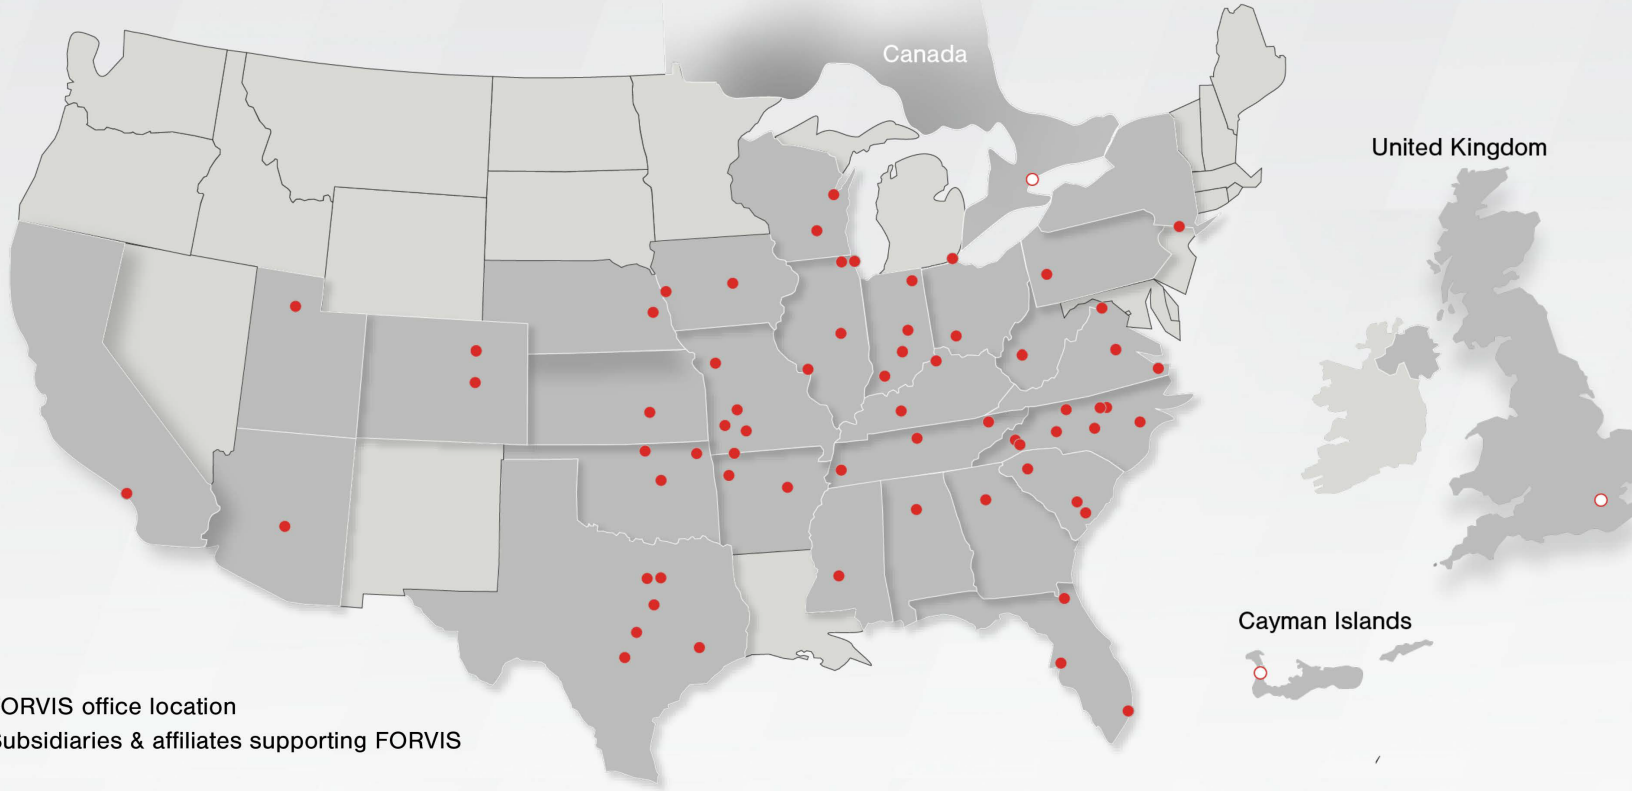 Canada
United Kingdom
Cayman Islands
ORVIS office location
ubsidiaries & affiliates supporting FORVIS